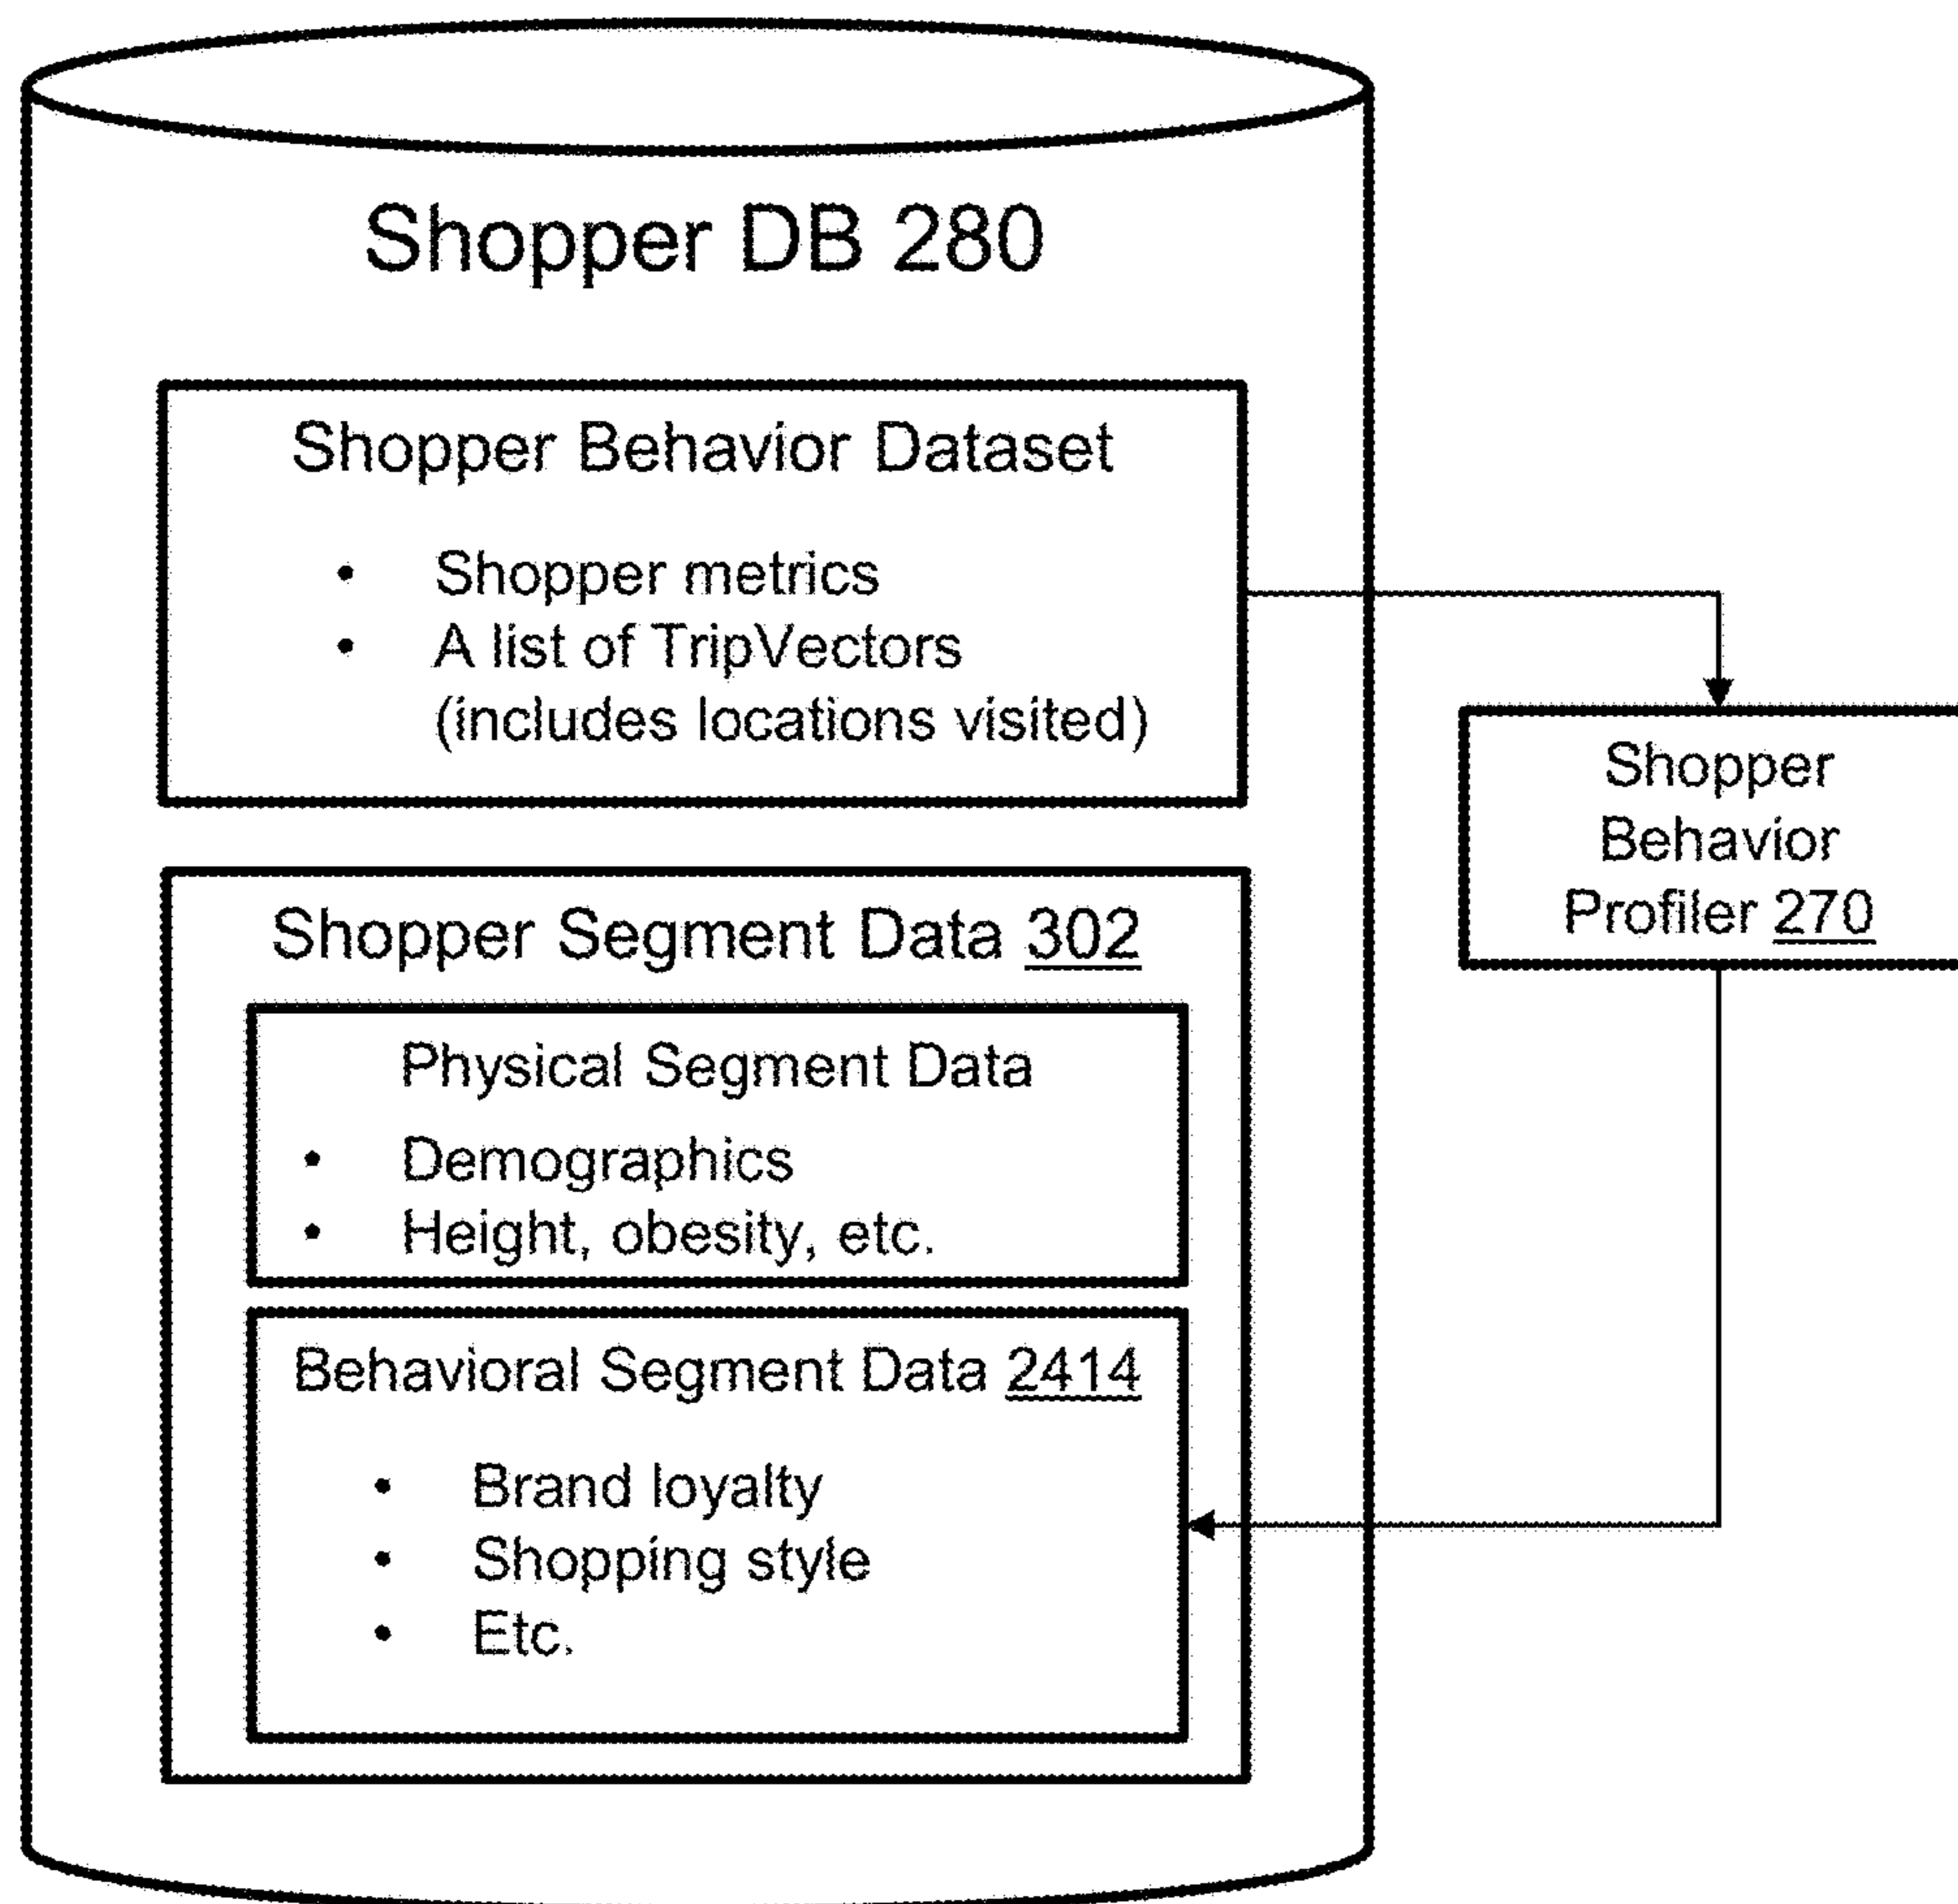 Shopper DB 280
Shopper Behavior Dataset
• Shopper metrics
• A list of TripVectors
(includes locations visited)
Shopper
Behavior
Profiler 270
Shopper Segment Data 302
Physical Segment Data
• Demographics
• Height, obesity, etc.
Behavioral Segment Data 2414
• Brand loyalty
• Shopping style
• Etc.